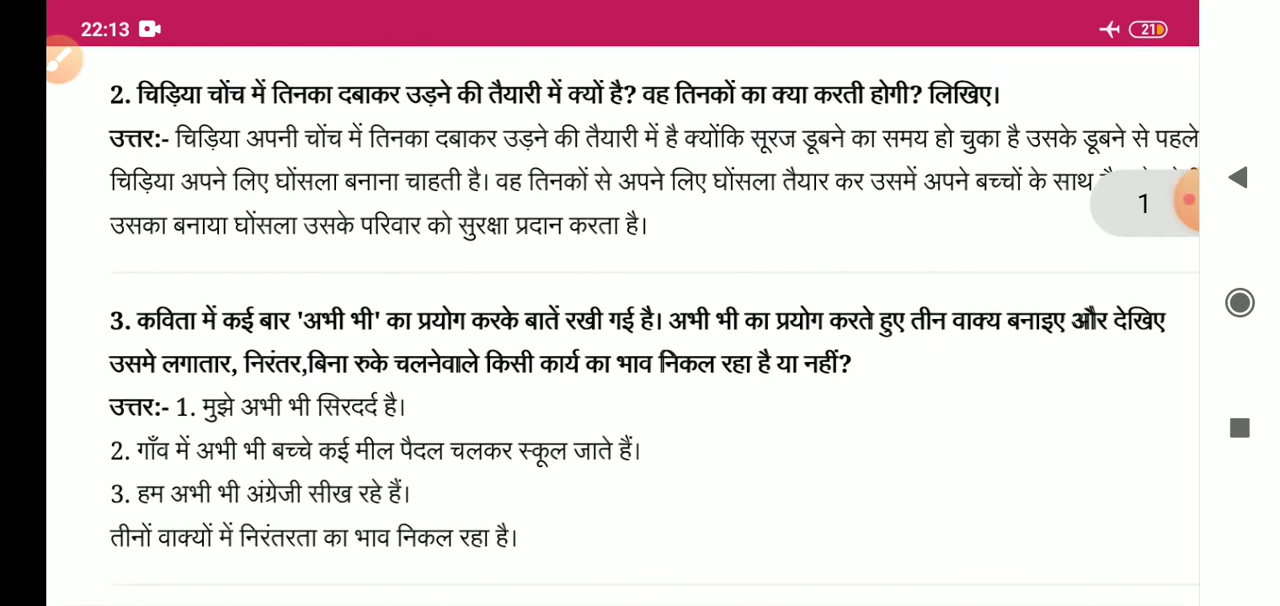 22:13
21
2. चिड़िया चोंच में तिनका दबाकर उड़ने की तैयारी में क्यों है? वह तिनकों का क्या करती होगी? लिखिए।
उत्तर:- चिड़िया अपनी चोंच में तिनका दबाकर उड़ने की तैयारी में है क्योंकि सूरज डूबने का समय हो चुका है उसके डूबने से पहले
चिड़िया अपने लिए घोंसला बनाना चाहती है। वह तिनकों से अपने लिए घोंसला तैयार कर उसमें अपने बच्चों के साथ
1
उसका बनाया घोंसला उसके परिवार को सुरक्षा प्रदान करता है।
3. कविता में कई बार 'अभी भी' का प्रयोग करके बातें रखी गई है। अभी भी का प्रयोग करते हुए तीन वाक्य बनाइए और देखिए
उसमे लगातार, निरंतर,बिना रुके चलनेवाले किसी कार्य का भाव निकल रहा है या नहीं?
उत्तर:- 1. मुझे अभी भी सिरदर्द है।
2. गाँव में अभी भी बच्चे कई मील पैदल चलकर स्कूल जाते हैं।
3. हम अभी भी अंग्रेजी सीख रहे हैं।
तीनों वाक्यों में निरंतरता का भाव निकल रहा है।